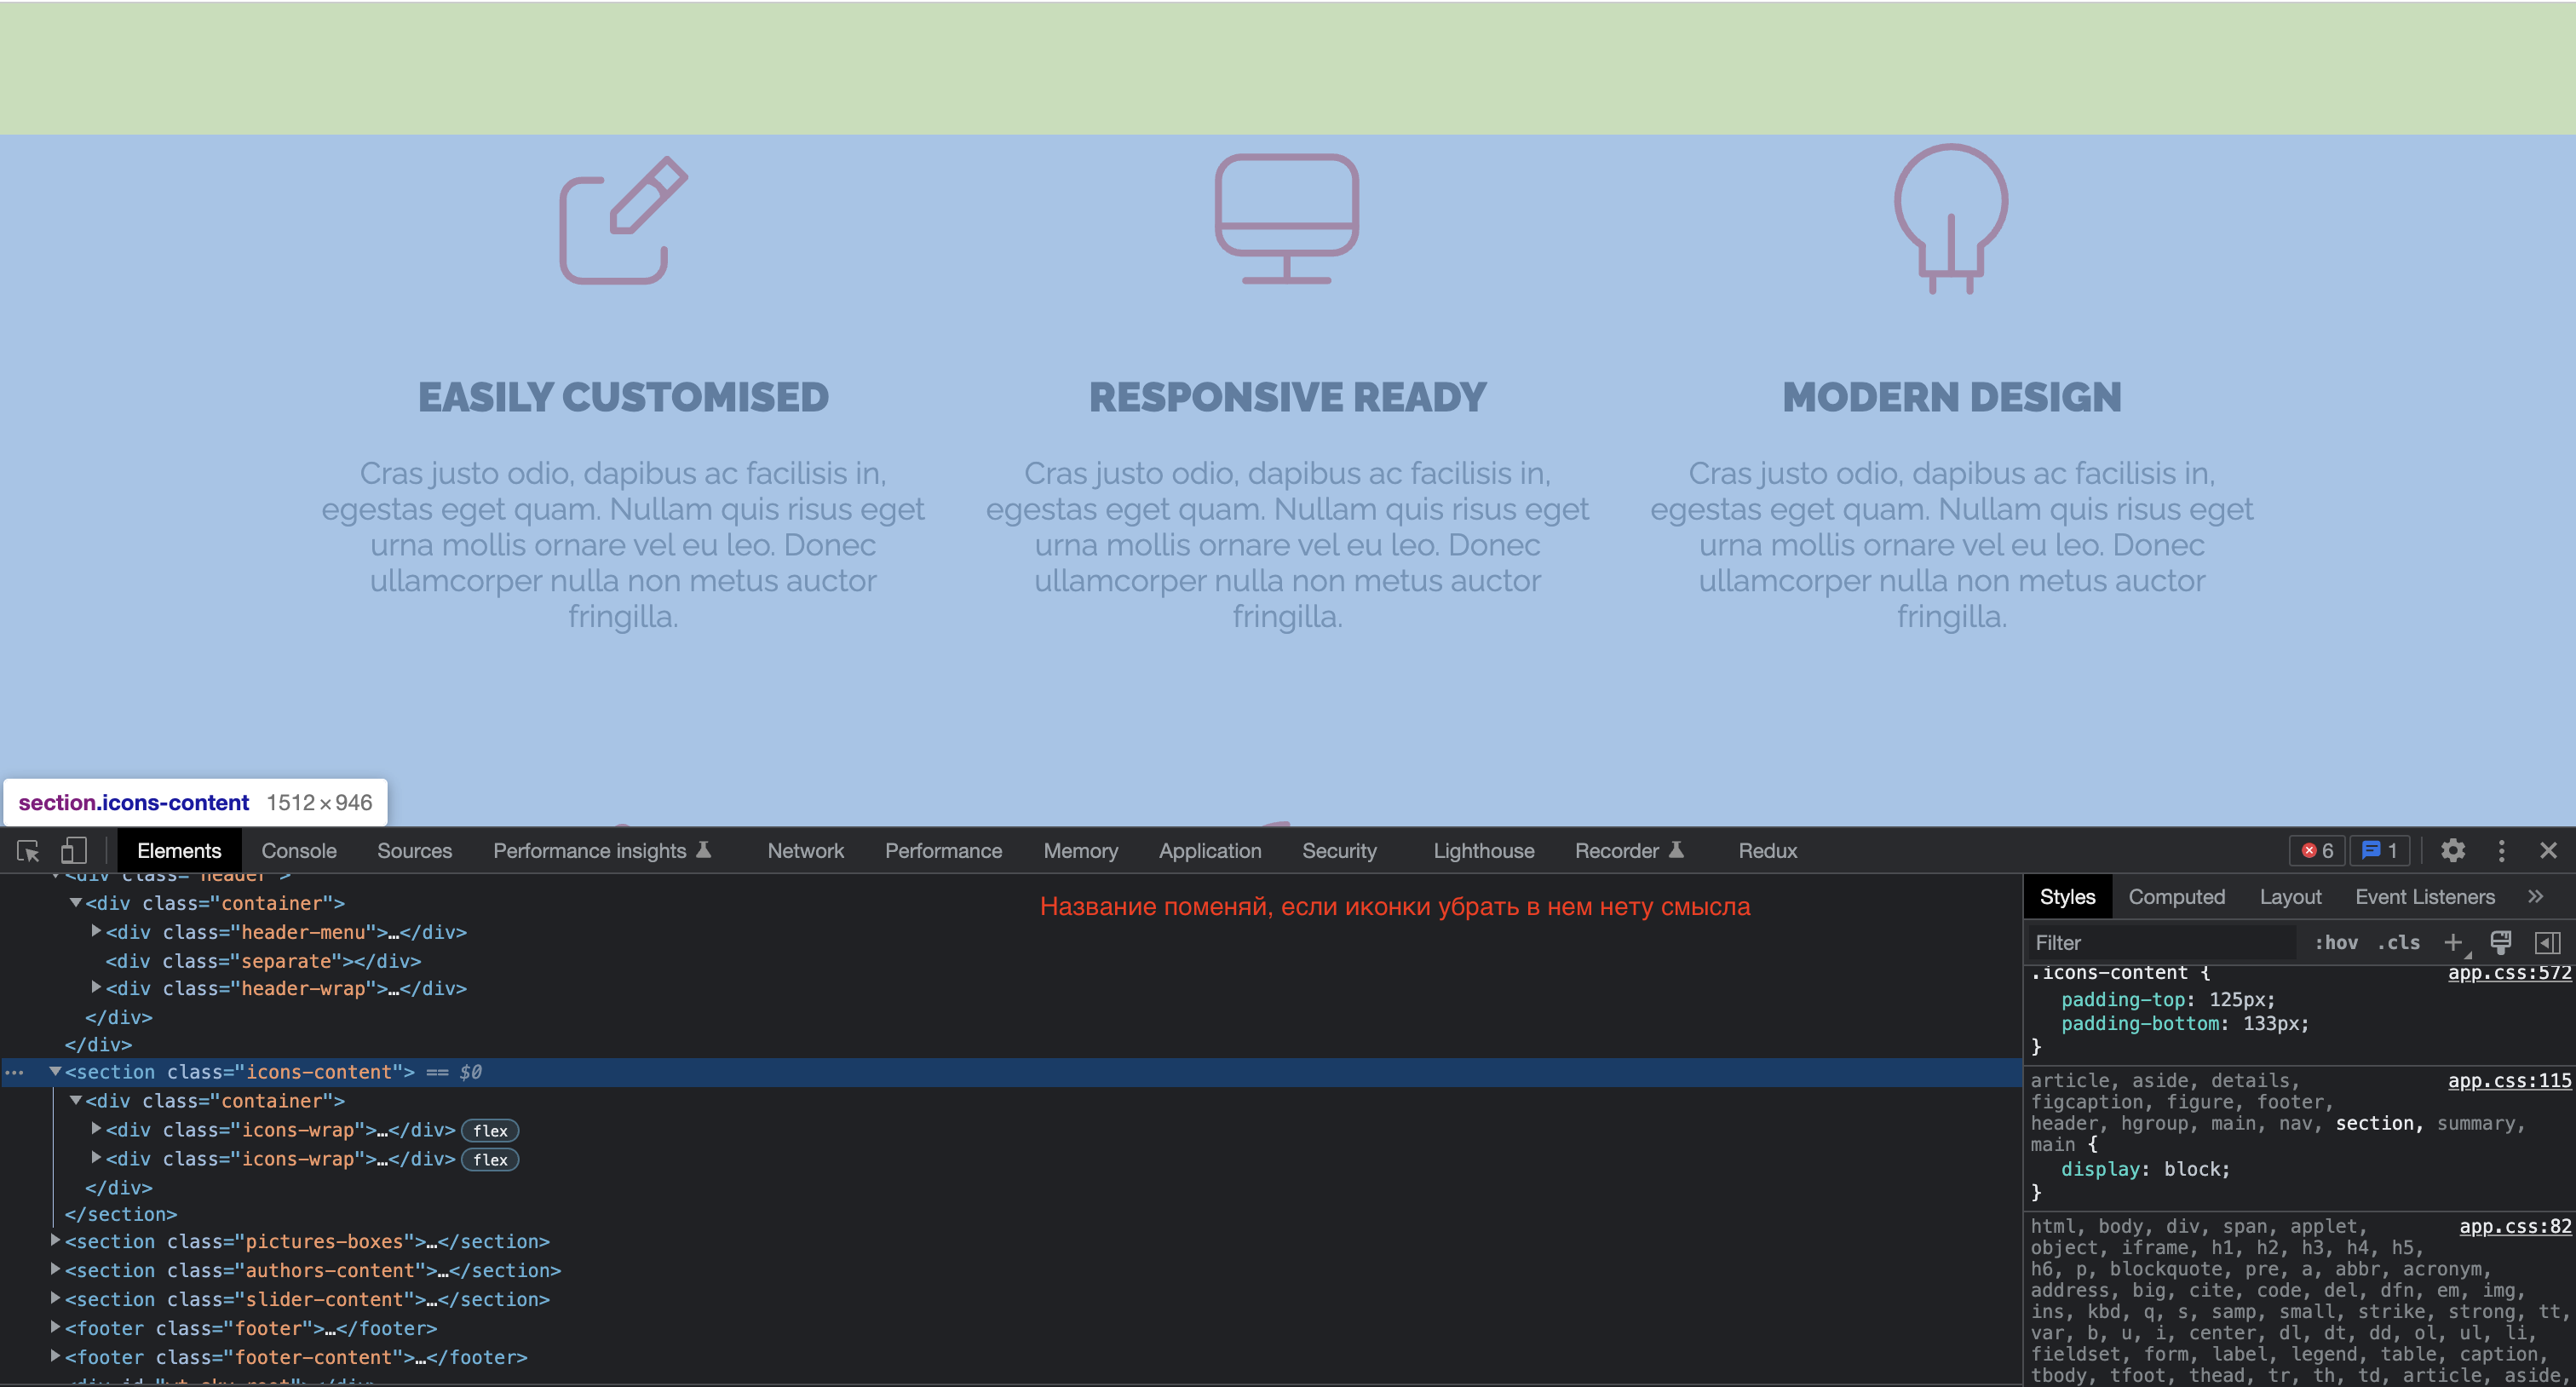 EASILY CUSTOMISED
RESPONSIVE READY
MODERN DESIGN
Cras justo odio, dapibus ac facilisis in,
egestas eget quam. Nullam quis risus eget
urna mollis ornare vel eu leo. Donec
ullamcorper nulla non metus auctor
fringilla.
Cras justo odio, dapibus ac facilisis in,
egestas eget quam. Nullam quis risus eget
urna mollis ornare vel eu leo. Donec
ullamcorper nulla non metus auctor
fringilla.
Cras justo odio, dapibus ac facilisis in,
egestas eget quam. Nullam quis risus eget
urna mollis ornare vel eu leo. Donec
ullamcorper nulla non metus auctor
fringilla.
section.icons-content 1512×946
Elements Console Sources Performance insights Network Performance Memory Application Security Lighthouse Recorder Redux 6 1
<div class="header">
<div class="container">
<div class="header-menu">…</div>
<div class="separate"></div>
<div class="header-wrap">…</div>
</div>
</div>
<section class="icons-content"> == $0
<div class="container">
<div class="icons-wrap">…</div> flex
<div class="icons-wrap">…</div> flex
</div>
</section>
<section class="pictures-boxes">…</section>
<section class="authors-content">…</section>
<section class="slider-content">…</section>
<footer class="footer">…</footer>
<footer class="footer-content">…</footer>
Название поменяй, если иконки убрать в нем нету смысла
Styles Computed Layout Event Listeners »
Filter :hov .cls +
.icons-content { app.css:572
padding-top: 125px;
padding-bottom: 133px;
}
article, aside, details, app.css:115
figcaption, figure, footer,
header, hgroup, main, nav, section, summary,
main {
display: block;
}
html, body, div, span, applet, app.css:82
object, iframe, h1, h2, h3, h4, h5,
h6, p, blockquote, pre, a, abbr, acronym,
address, big, cite, code, del, dfn, em, img,
ins, kbd, q, s, samp, small, strike, strong, tt,
var, b, u, i, center, dl, dt, dd, ol, ul, li,
fieldset, form, label, legend, table, caption,
tbody, tfoot, thead, tr, th, td, article, aside,